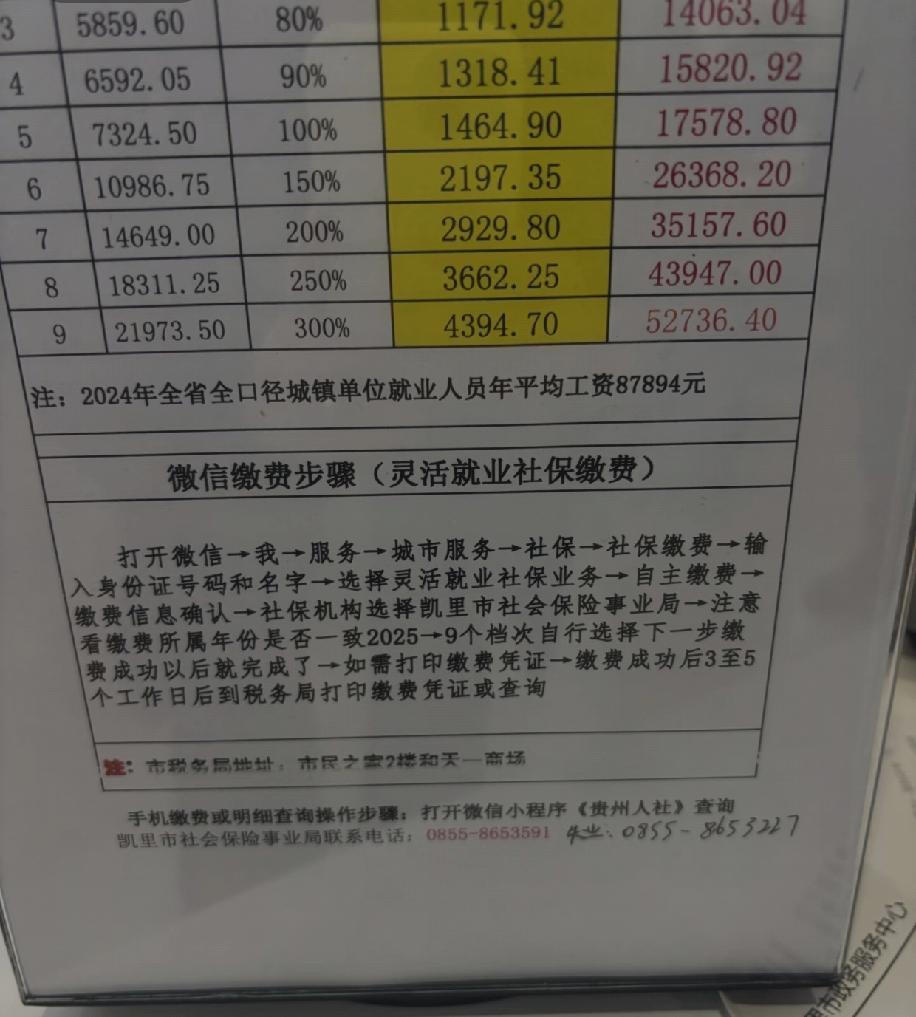 3 5859.60 80% 1171.92 14063.04
4 6592.05 90% 1318.41 15820.92
5 7324.50 100% 1464.90 17578.80
6 10986.75 150% 2197.35 26368.20
7 14649.00 200% 2929.80 35157.60
8 18311.25 250% 3662.25 43947.00
9 21973.50 300% 4394.70 52736.40
注：2024年全省全口径城镇单位就业人员年平均工资87894元
微信缴费步骤（灵活就业社保缴费）
打开微信→我→服务→城市服务→社保→社保缴费→输
入身份证号码和名字→选择灵活就业社保业务→自主缴费→
缴费信息确认→社保机构选择凯里市社会保险事业局→注意
看缴费所属年份是否一致2025→9个档次自行选择下一步缴
费成功以后就完成了→如需打印缴费凭证→缴费成功后3至5
个工作日后到税务局打印缴费凭证或查询
注：市税务局地址：市民之家2楼和天一商场
手机缴费或明细查询操作步骤：打开微信小程序《贵州人社》查询
凯里市社会保险事业局联系电话：0855-8653591 0855-8653227
里市政务服务中心